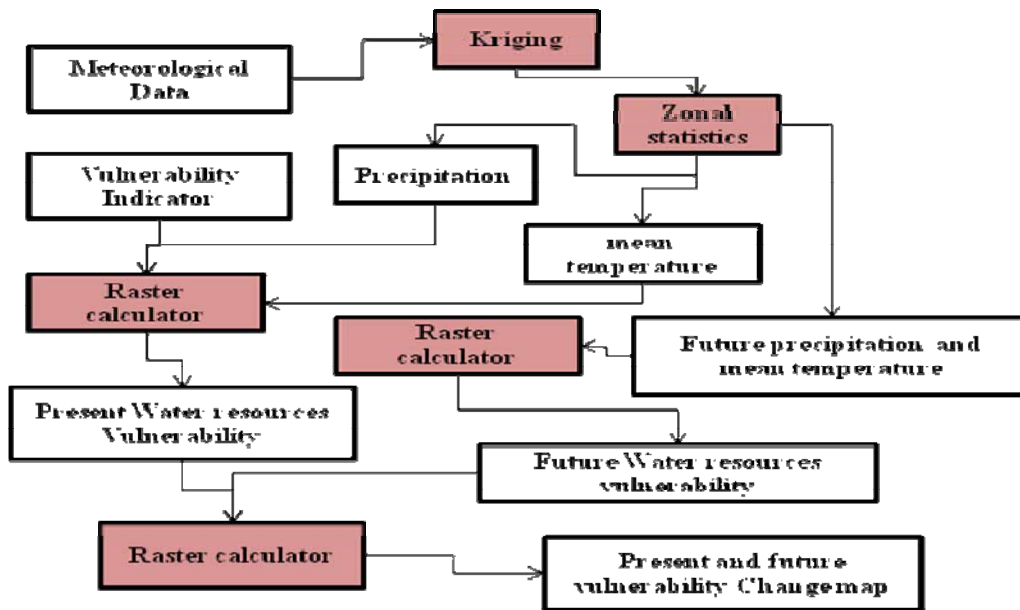 Kriging
Meteorological
Data
Zonal
statistics
Vulnerability
Indicator
Precipitation
mean
temperature
Raster
calculator
Raster
calculator
Future precipitation and
mean temperature
Present Water resources
Vulnerability
Future Water resources
vulnerability
Raster calculator
Present and future
vulnerability Change map